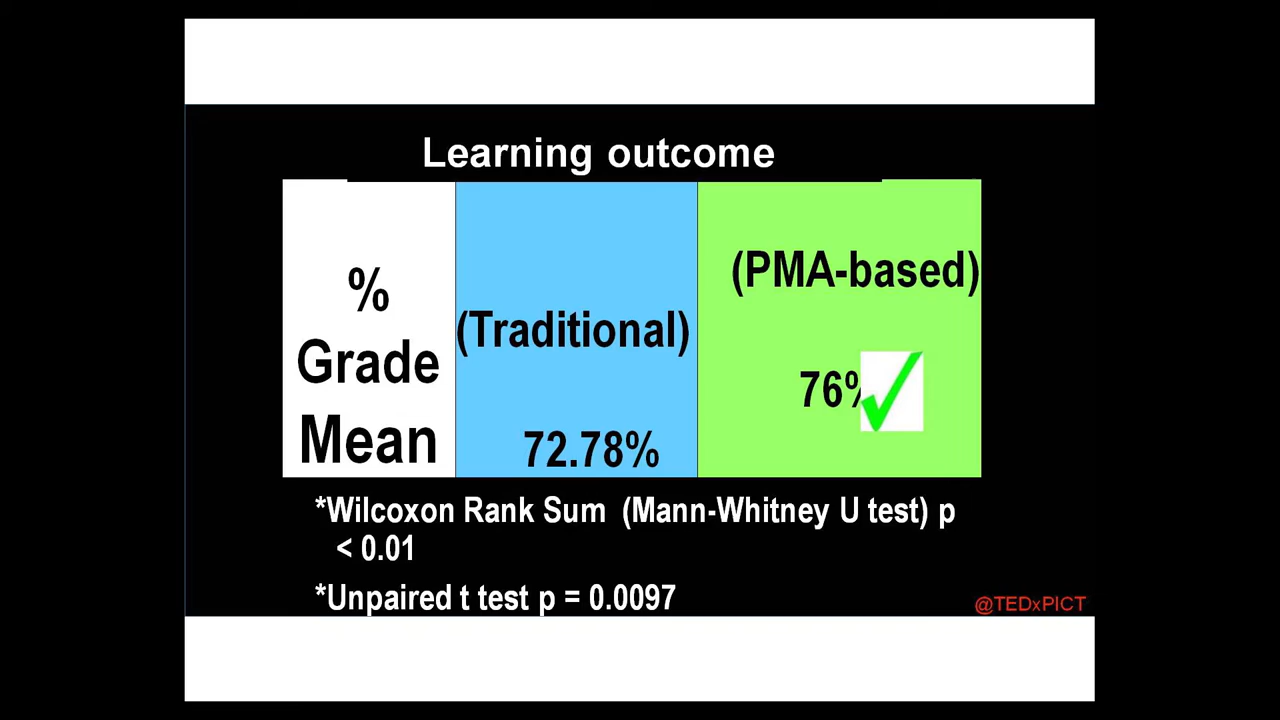 Learning outcome
%
Grade
Mean
(Traditional)
72.78%
(PMA-based)
76%
*Wilcoxon Rank Sum (Mann-Whitney U test) p
< 0.01
*Unpaired t test p = 0.0097
@TEDxPICT